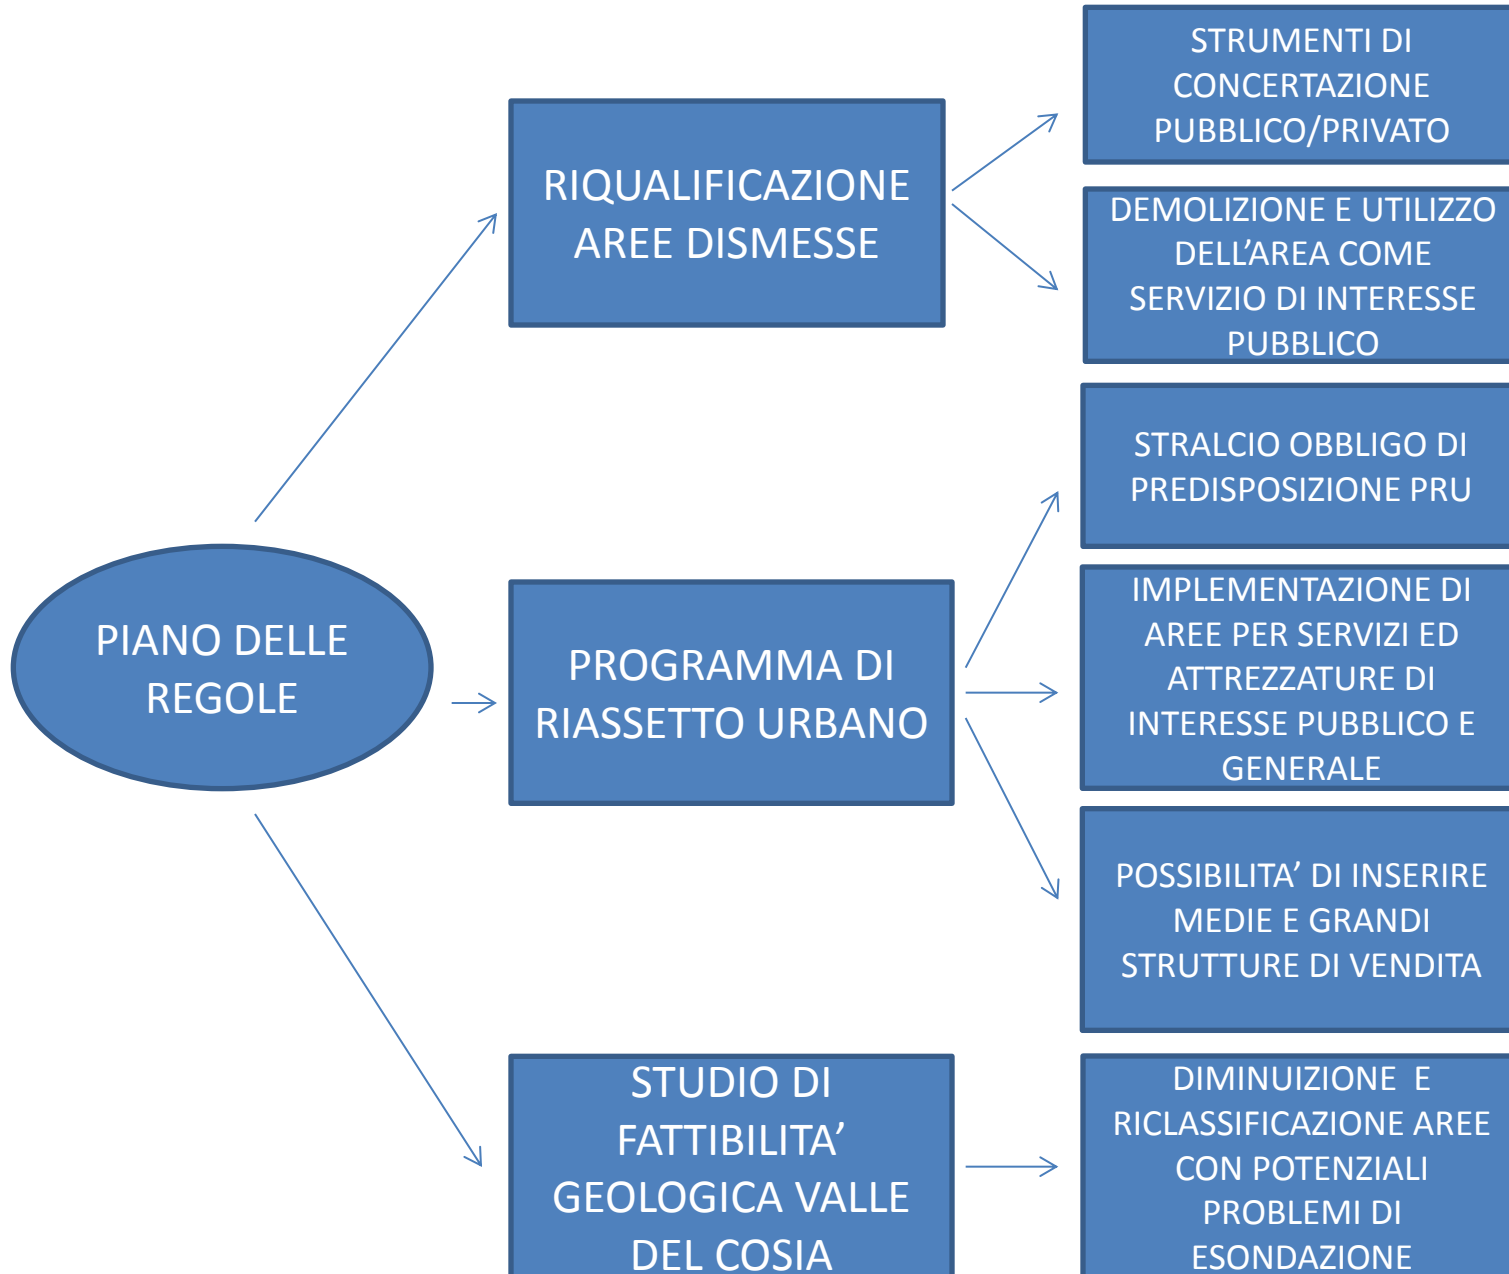 STRUMENTI DI
CONCERTAZIONE
PUBBLICO/PRIVATO
RIQUALIFICAZIONE
AREE DISMESSE
DEMOLIZIONE E UTILIZZO
DELL’AREA COME
SERVIZIO DI INTERESSE
PUBBLICO
STRALCIO OBBLIGO DI
PREDISPOSIZIONE PRU
PIANO DELLE
REGOLE
PROGRAMMA DI
RIASSETTO URBANO
IMPLEMENTAZIONE DI
AREE PER SERVIZI ED
ATTREZZATURE DI
INTERESSE PUBBLICO E
GENERALE
POSSIBILITA’ DI INSERIRE
MEDIE E GRANDI
STRUTTURE DI VENDITA
STUDIO DI
FATTIBILITA’
GEOLOGICA VALLE
DEL COSIA
DIMINUIZIONE E
RICLASSIFICAZIONE AREE
CON POTENZIALI
PROBLEMI DI
ESONDAZIONE